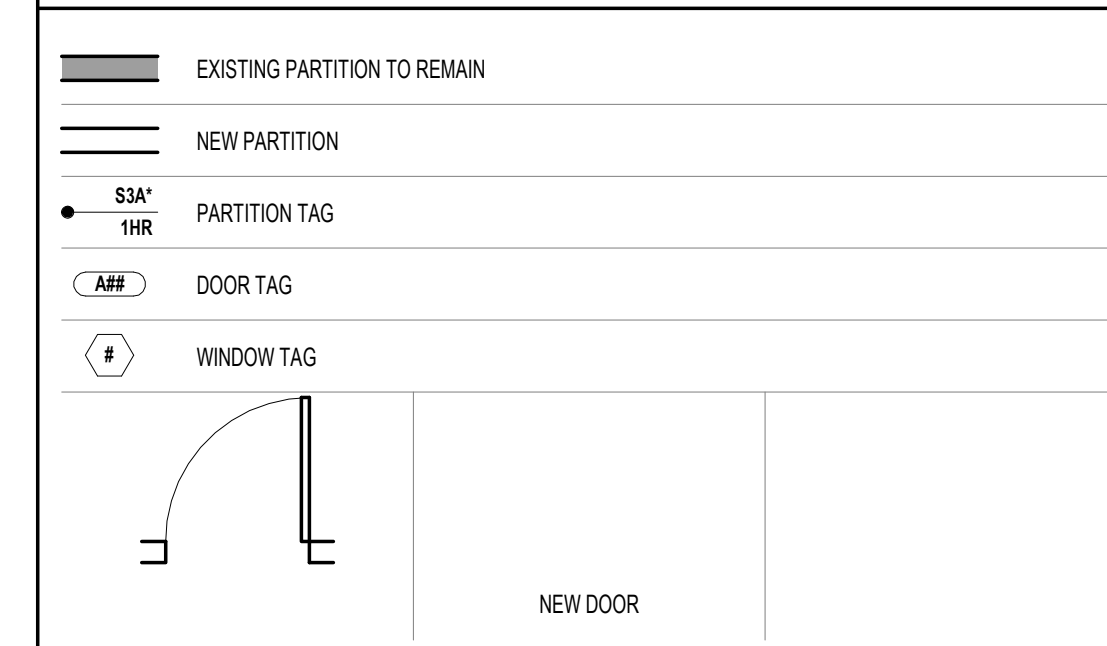 EXISTING PARTITION TO REMAIN
NEW PARTITION
S3A*
1HR
PARTITION TAG
A##
DOOR TAG
#
WINDOW TAG
NEW DOOR